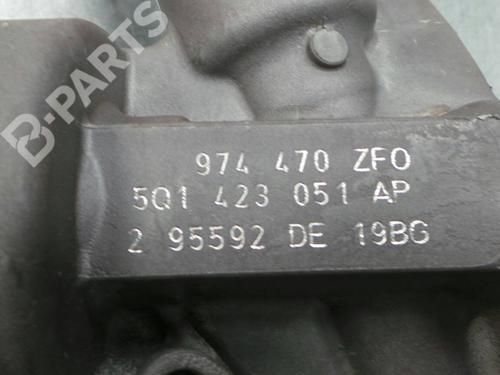 B-PARTS
974 470 ZFO
5Q1 423 051 AP
2 95592 DE 19BG